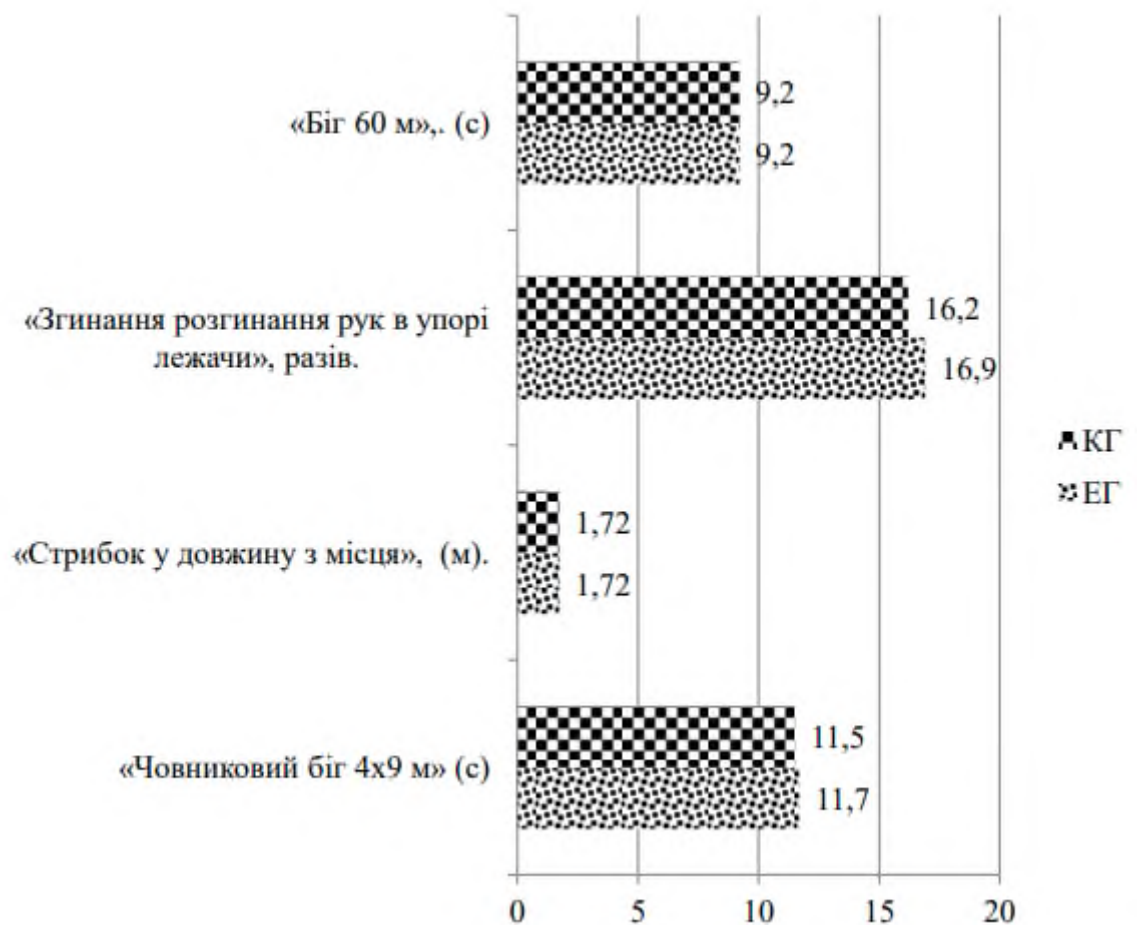 «Біг 60 м»,. (с)
9,2
9,2
«Згинання розгинання рук в упорі
лежачи», разів.
16,2
16,9
«Стрибок у довжину з місця», (м).
1,72
1,72
«Човниковий біг 4х9 м» (с)
11,5
11,7
КГ
ЕГ
0 5 10 15 20